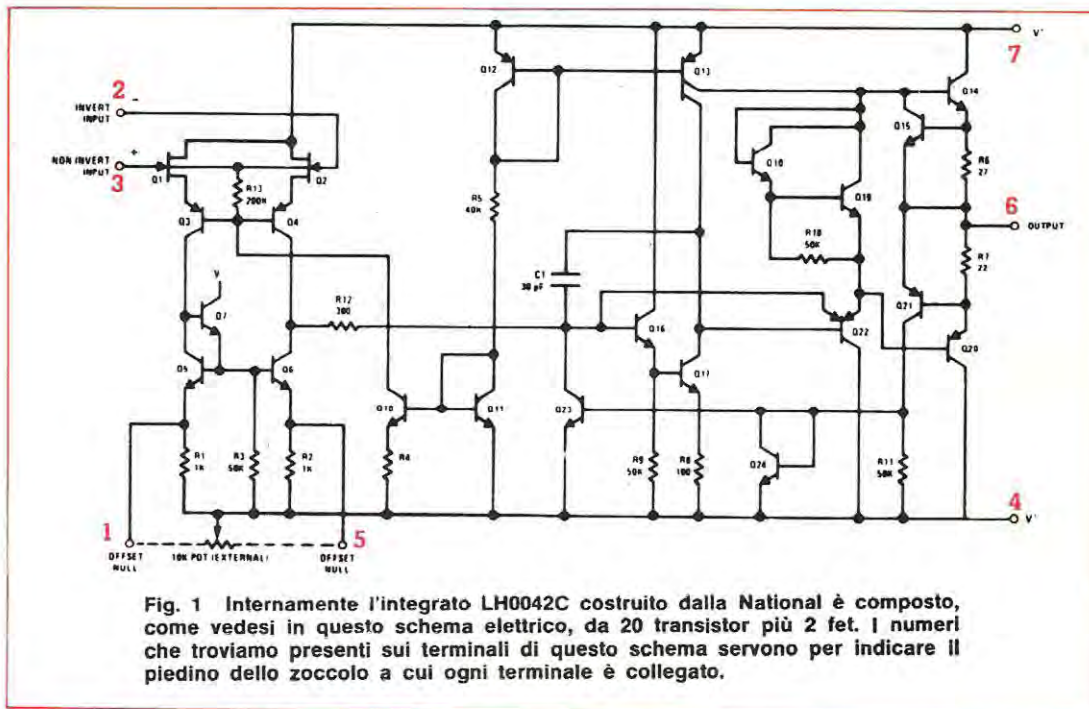 7
V+
Q12
Q13
Q14
2
INVERT INPUT
-
Q15
NON INVERT INPUT
+
3
Q1
Q2
R13 200K
Q18
R6 27
Q3
Q4
R5 40K
Q19
6
OUTPUT
R10 50K
R7 22
C1 30 pF
V
R12 300
Q7
Q16
Q22
Q21
Q20
Q5
Q6
Q17
Q10
Q11
Q23
R1 1K
R3 50K
R2 1K
R4
R9 50K
R8 100
Q24
R11 50K
4
V-
1
OFFSET NULL
10K POT (EXTERNAL)
5
OFFSET NULL
Fig. 1 Internamente l'integrato LH0042C costruito dalla National è composto,
come vedesi in questo schema elettrico, da 20 transistor più 2 fet. I numeri
che troviamo presenti sui terminali di questo schema servono per indicare il
piedino dello zoccolo a cui ogni terminale è collegato.